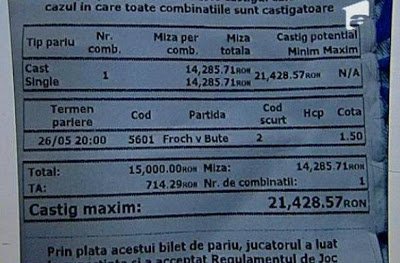 cazul in care toate combinatiile sunt castigatoare
Tip pariu Nr. comb. Miza per comb. Miza totala Castig potential Minim Maxim
Cast 14,285.71RON
Single 1 14,285.71RON 21,428.57RON N/A
Termen pariere Cod Partida Cod scurt Hcp Cota
26/05 20:00 5601 Froch v Bute 2 1.50
Total: 15,000.00RON Miza: 14,285.71RON
TA: 714.29RON Nr. de combinatii: 1
Castig maxim: 21,428.57RON
Prin plata acestui bilet de pariu, jucatorul a luat
si a acceptat Regulamentul de Joc